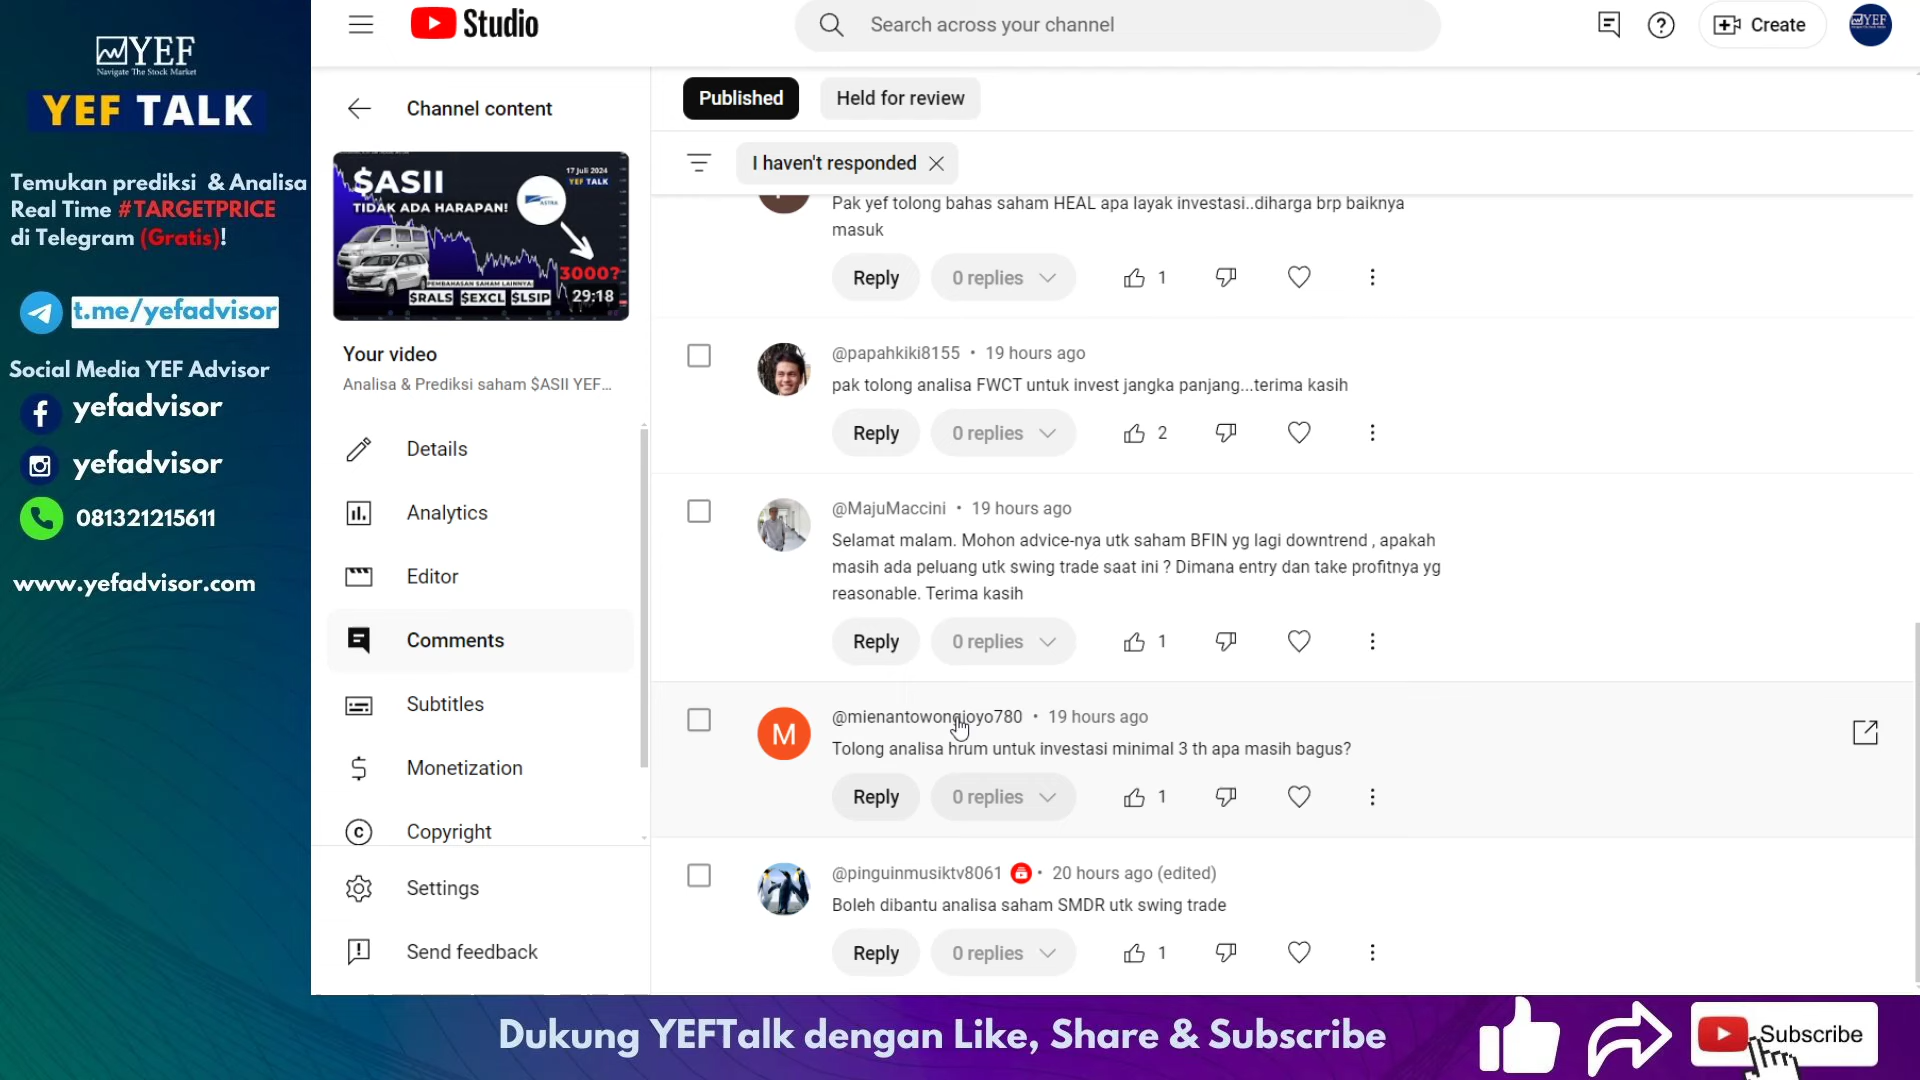 YEF
Navigate The Stock Market
YEF TALK
Temukan prediksi & Analisa
Real Time #TARGETPRICE
di Telegram (Gratis)!
t.me/yefadvisor
Social Media YEF Advisor
yefadvisor
yefadvisor
081321215611
www.yefadvisor.com
Studio
Search across your channel
Create
YEF
Channel content
$ASII
TIDAK ADA HARAPAN!
17 Juli 2024
YEF TALK
ASTRA
3000?
PEMBAHASAN SAHAM LAINNYA:
$RALS $EXCL $LSIP
29:18
Your video
Analisa & Prediksi saham $ASII YEF...
Details
Analytics
Editor
Comments
Subtitles
Monetization
Copyright
Settings
Send feedback
Published
Held for review
I haven't responded
Pak yef tolong bahas saham HEAL apa layak investasi..diharga brp baiknya
masuk
Reply
0 replies
1
@papahkiki8155 • 19 hours ago
pak tolong analisa FWCT untuk invest jangka panjang...terima kasih
Reply
0 replies
2
@MajuMaccini • 19 hours ago
Selamat malam. Mohon advice-nya utk saham BFIN yg lagi downtrend , apakah
masih ada peluang utk swing trade saat ini ? Dimana entry dan take profitnya yg
reasonable. Terima kasih
Reply
0 replies
1
M
@mienantowongjoyo780 • 19 hours ago
Tolong analisa hrum untuk investasi minimal 3 th apa masih bagus?
Reply
0 replies
1
@pinguinmusiktv8061 • 20 hours ago (edited)
Boleh dibantu analisa saham SMDR utk swing trade
Reply
0 replies
1
Dukung YEFTalk dengan Like, Share & Subscribe
Subscribe